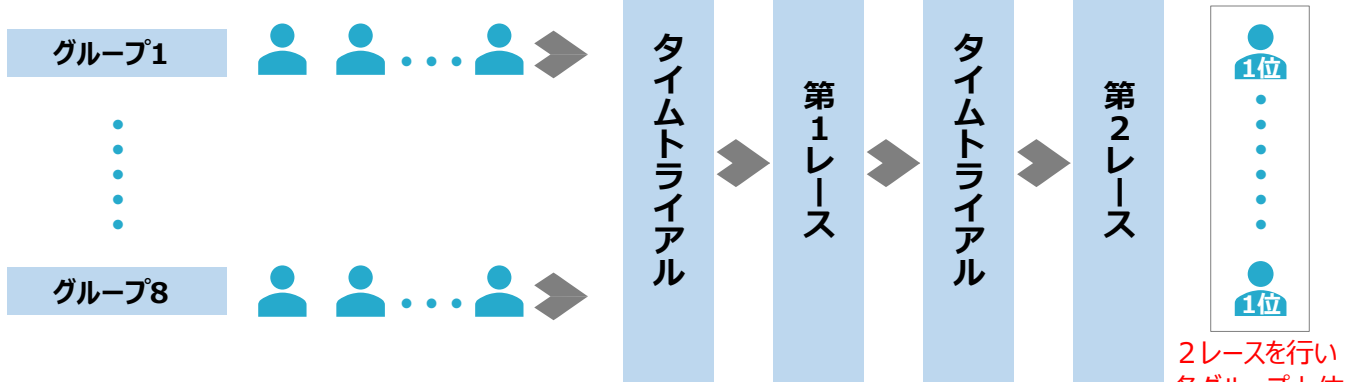 グループ1
グループ8
タイムトライアル
第1レース
タイムトライアル
第2レース
1位
1位
2レースを行い